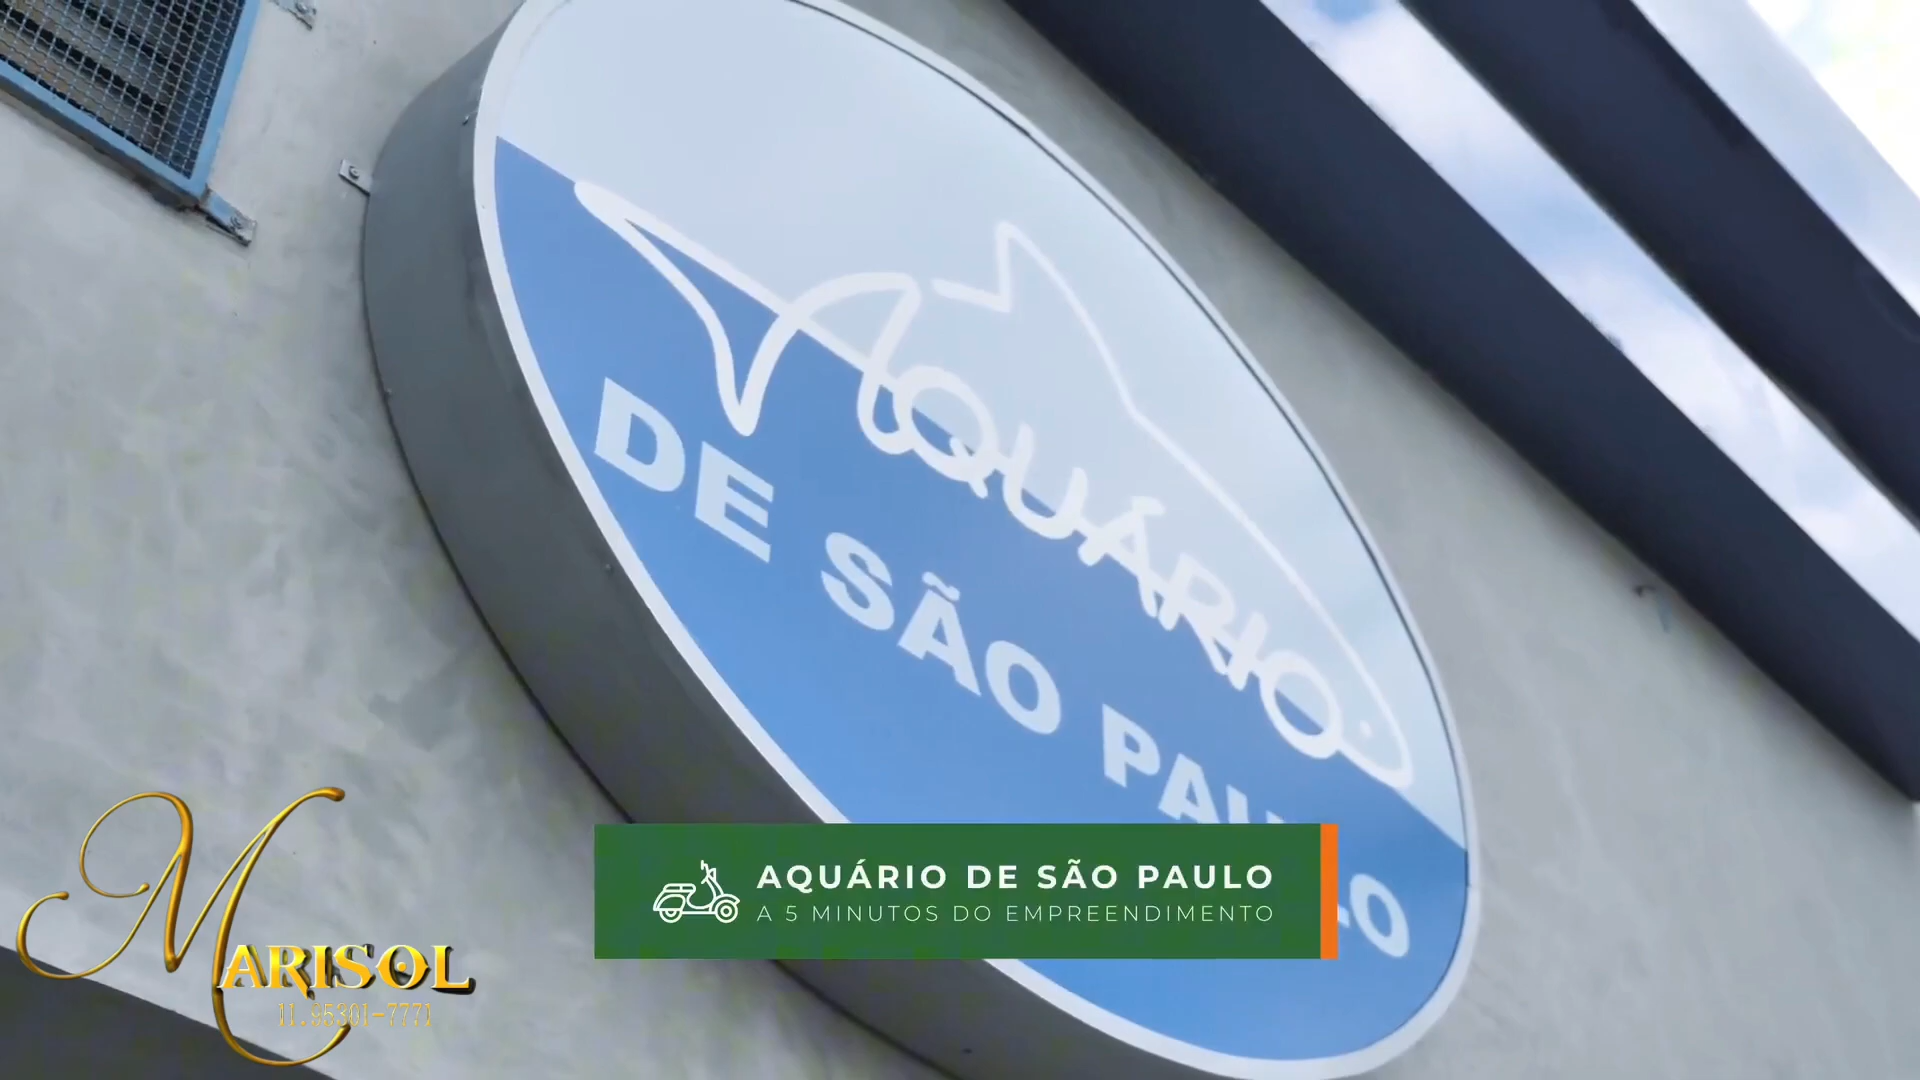 AQUÁRIO
DE SÃO PAULO
AQUÁRIO DE SÃO PAULO
A 5 MINUTOS DO EMPREENDIMENTO
MARISOL
11.95301-7771